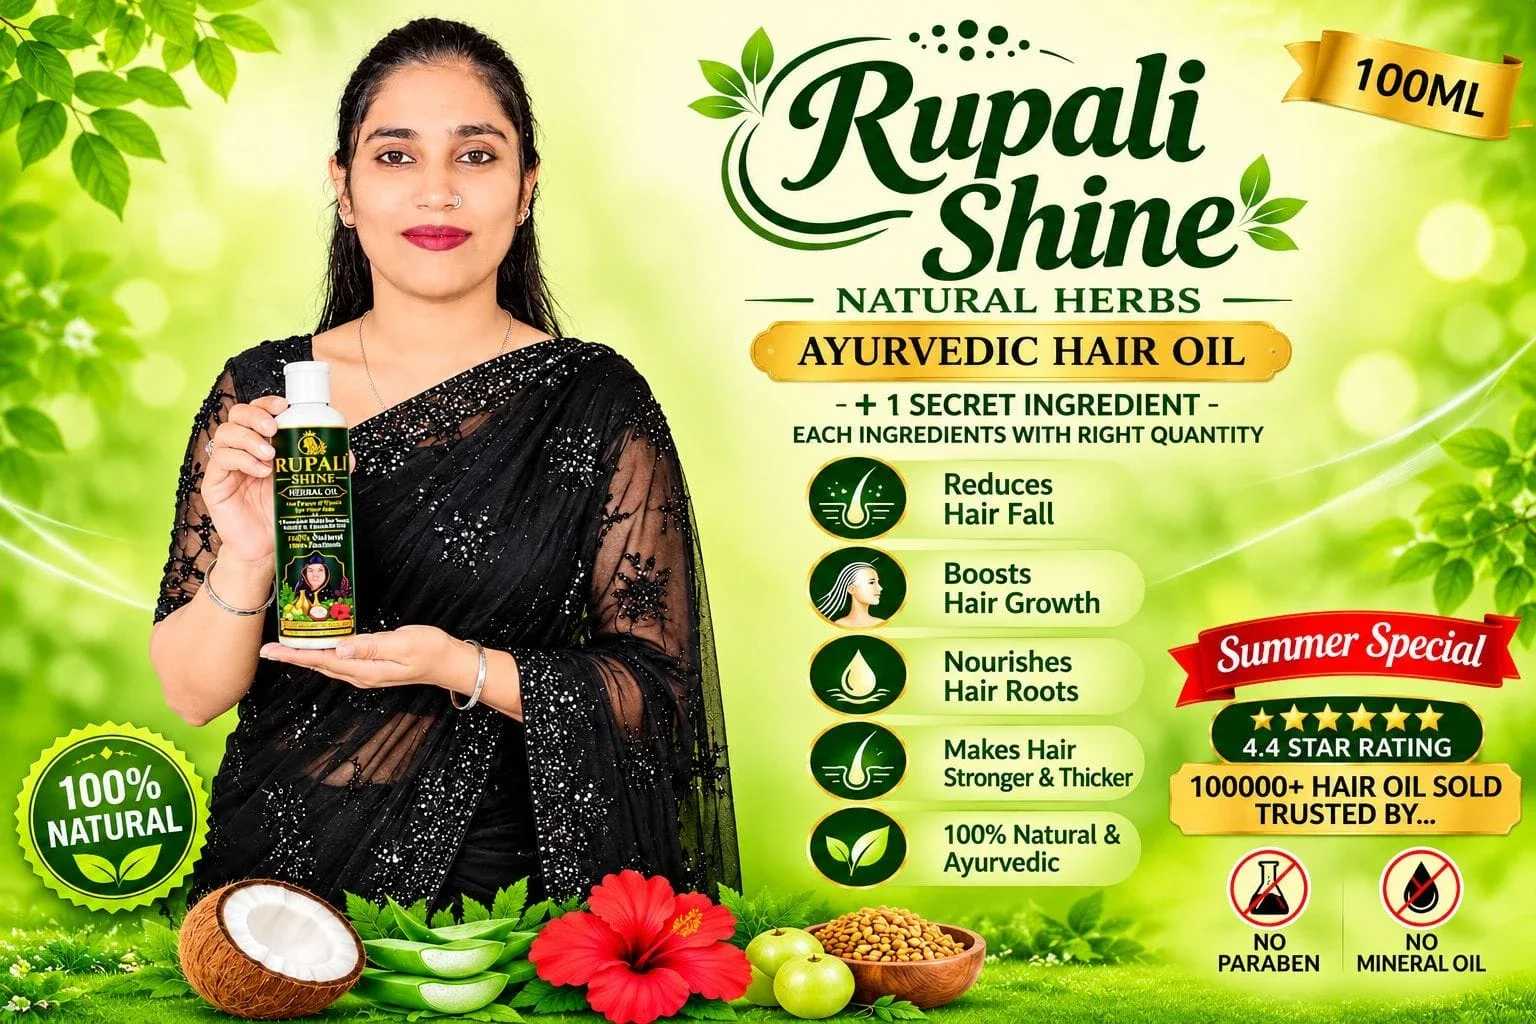 Rupali
Shine
NATURAL HERBS
AYURVEDIC HAIR OIL
- + 1 SECRET INGREDIENT -
EACH INGREDIENTS WITH RIGHT QUANTITY
100ML
Reduces
Hair Fall
Boosts
Hair Growth
Nourishes
Hair Roots
Makes Hair
Stronger & Thicker
100% Natural &
Ayurvedic
Summer Special
4.4 STAR RATING
100000+ HAIR OIL SOLD
TRUSTED BY...
NO
PARABEN
NO
MINERAL OIL
100%
NATURAL
RUPALI
SHINE
HERBAL OIL